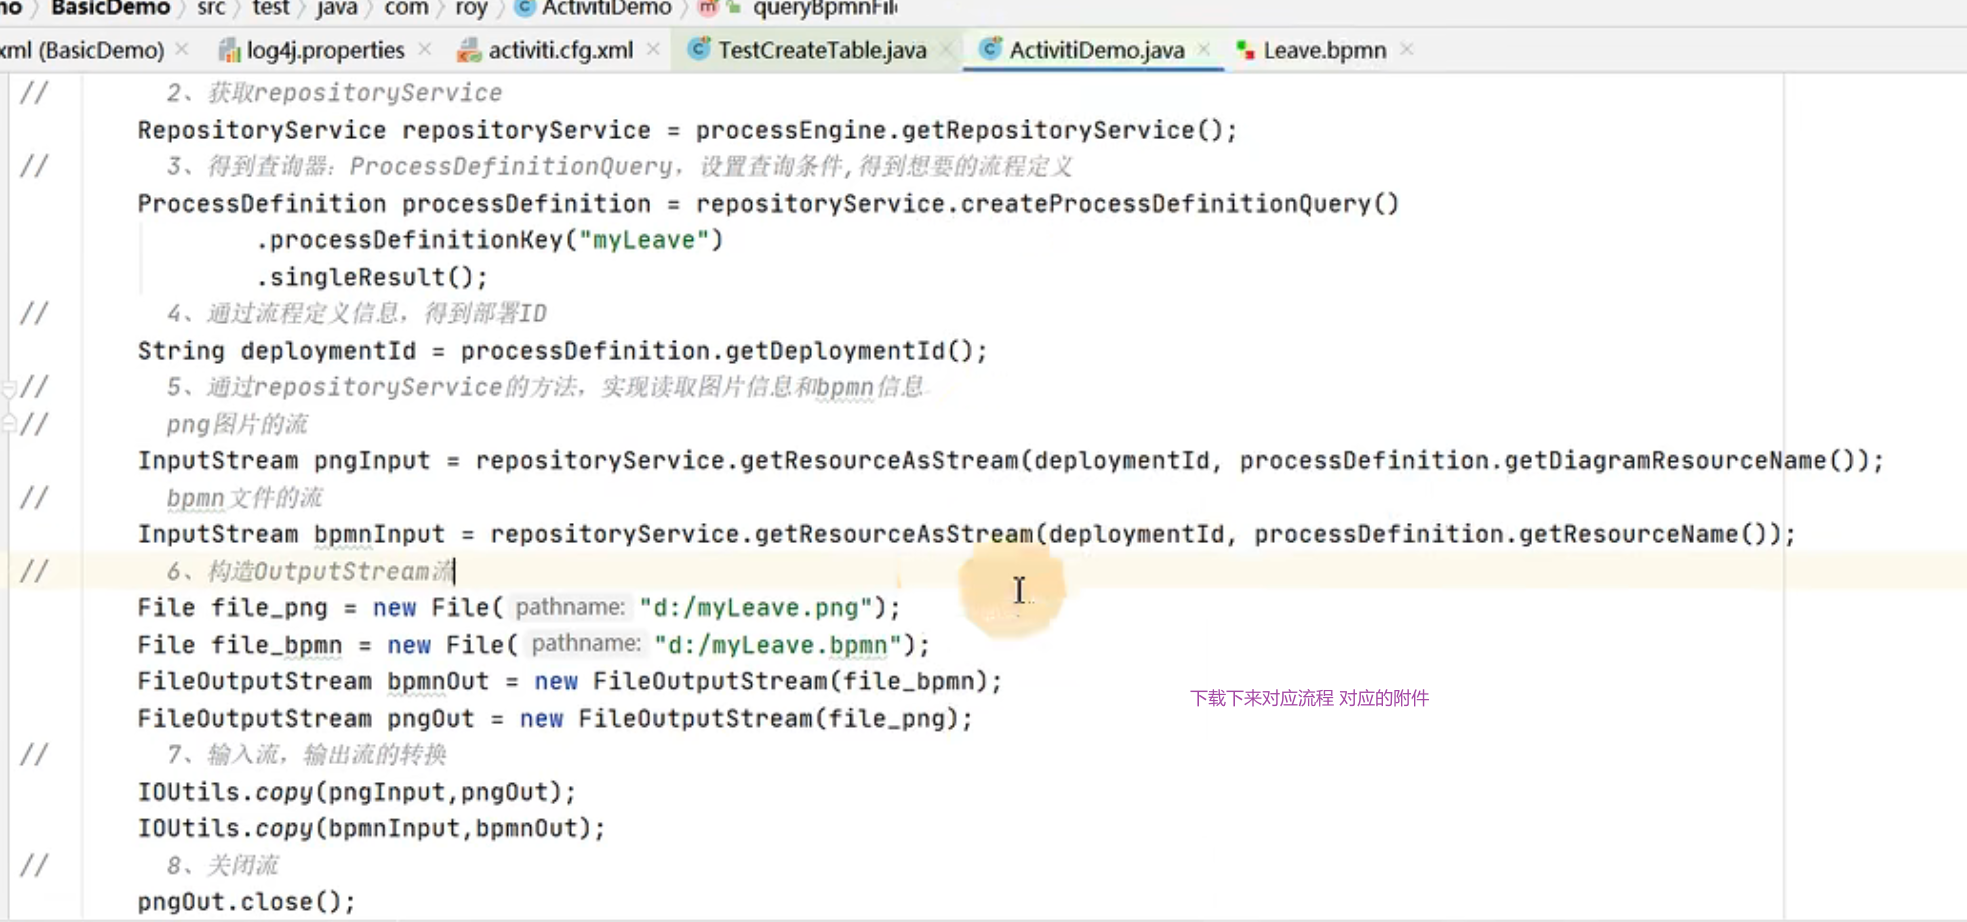 BasicDemo src test java com roy ActivitiDemo queryBpmnFil
xml (BasicDemo) log4j.properties activiti.cfg.xml TestCreateTable.java ActivitiDemo.java Leave.bpmn
// 2、获取repositoryService
RepositoryService repositoryService = processEngine.getRepositoryService();
// 3、得到查询器：ProcessDefinitionQuery，设置查询条件,得到想要的流程定义
ProcessDefinition processDefinition = repositoryService.createProcessDefinitionQuery()
.processDefinitionKey("myLeave")
.singleResult();
// 4、通过流程定义信息，得到部署ID
String deploymentId = processDefinition.getDeploymentId();
// 5、通过repositoryService的方法，实现读取图片信息和bpmn信息
// png图片的流
InputStream pngInput = repositoryService.getResourceAsStream(deploymentId, processDefinition.getDiagramResourceName());
// bpmn文件的流
InputStream bpmnInput = repositoryService.getResourceAsStream(deploymentId, processDefinition.getResourceName());
// 6、构造OutputStream流
File file_png = new File( pathname: "d:/myLeave.png");
File file_bpmn = new File( pathname: "d:/myLeave.bpmn");
FileOutputStream bpmnOut = new FileOutputStream(file_bpmn);
下载下来对应流程 对应的附件
FileOutputStream pngOut = new FileOutputStream(file_png);
// 7、输入流，输出流的转换
IOUtils.copy(pngInput,pngOut);
IOUtils.copy(bpmnInput,bpmnOut);
// 8、关闭流
pngOut.close();